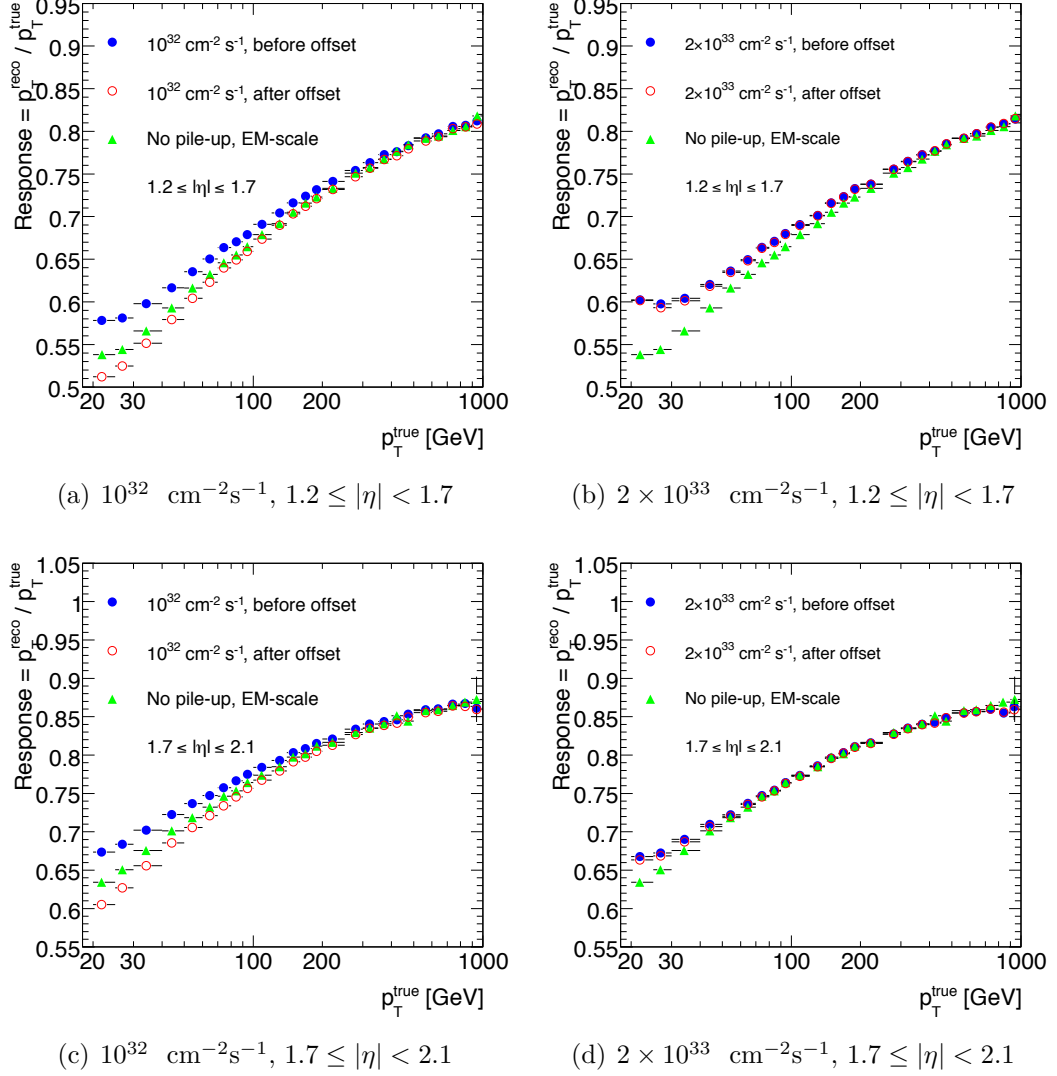 Response = p_T^reco / p_T^true
0.95
0.9
0.85
0.8
0.75
0.7
0.65
0.6
0.55
0.5
10^32 cm^-2 s^-1, before offset
10^32 cm^-2 s^-1, after offset
No pile-up, EM-scale
1.2 ≤ |η| ≤ 1.7
20 30 100 200 1000
p_T^true [GeV]
(a) 10^32 cm^−2s^−1, 1.2 ≤ |η| < 1.7
Response = p_T^reco / p_T^true
0.95
0.9
0.85
0.8
0.75
0.7
0.65
0.6
0.55
0.5
2×10^33 cm^-2 s^-1, before offset
2×10^33 cm^-2 s^-1, after offset
No pile-up, EM-scale
1.2 ≤ |η| ≤ 1.7
20 30 100 200 1000
p_T^true [GeV]
(b) 2 × 10^33 cm^−2s^−1, 1.2 ≤ |η| < 1.7
Response = p_T^reco / p_T^true
1.05
1
0.95
0.9
0.85
0.8
0.75
0.7
0.65
0.6
0.55
10^32 cm^-2 s^-1, before offset
10^32 cm^-2 s^-1, after offset
No pile-up, EM-scale
1.7 ≤ |η| ≤ 2.1
20 30 100 200 1000
p_T^true [GeV]
(c) 10^32 cm^−2s^−1, 1.7 ≤ |η| < 2.1
Response = p_T^reco / p_T^true
1.05
1
0.95
0.9
0.85
0.8
0.75
0.7
0.65
0.6
0.55
2×10^33 cm^-2 s^-1, before offset
2×10^33 cm^-2 s^-1, after offset
No pile-up, EM-scale
1.7 ≤ |η| ≤ 2.1
20 30 100 200 1000
p_T^true [GeV]
(d) 2 × 10^33 cm^−2s^−1, 1.7 ≤ |η| < 2.1